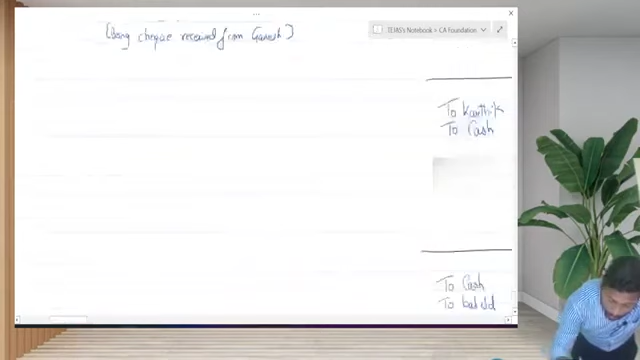 (Being cheque received from Ganesh)
TEJAS's Notebook > CA Foundation
To Karthik
To Cash
To Cash
To bal c/d